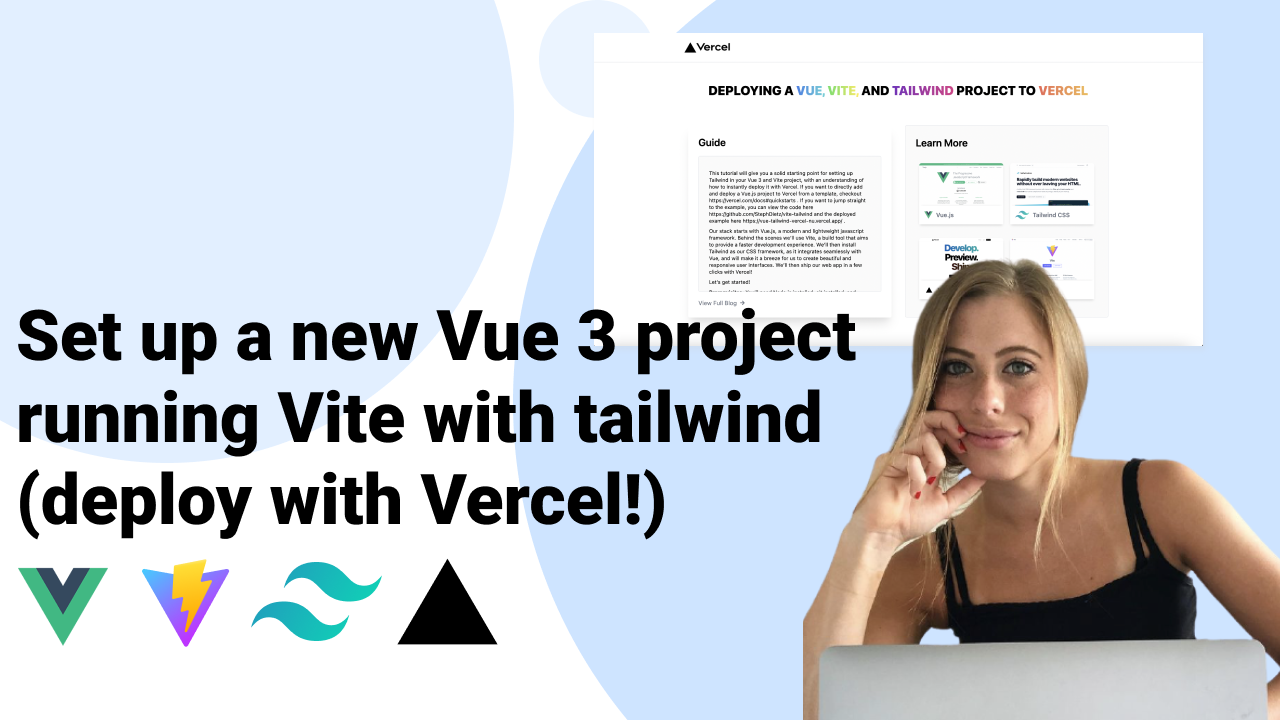 Vercel
DEPLOYING A VUE, VITE, AND TAILWIND PROJECT TO VERCEL
Guide
This tutorial will give you a solid starting point for setting up
Tailwind in your Vue 3 and Vite project, with an understanding of
how to instantly deploy it with Vercel. If you want to directly add
and deploy a Vue.js project to Vercel from a template, checkout
https://vercel.com/docs#quickstarts . If you want to jump straight
to the example, you can view the code here
https://github.com/StephDietz/vite-tailwind and the deployed
example here https://vue-tailwind-vercel-nu.vercel.app/ .
Our stack starts with Vue.js, a modern and lightweight javascript
framework. Behind the scenes we'll use Vite, a build tool that aims
to provide a faster development experience. We'll then install
Tailwind as our CSS framework, as it integrates seamlessly with
Vue, and will make it a breeze for us to create beautiful and
responsive user interfaces. We'll then ship our web app in a few
clicks with Vercel!
Let's get started!
View Full Blog →
Learn More
Vue.js
Rapidly build modern websites
without ever leaving your HTML.
Tailwind CSS
Develop.
Preview.
Set up a new Vue 3 project
running Vite with tailwind
(deploy with Vercel!)